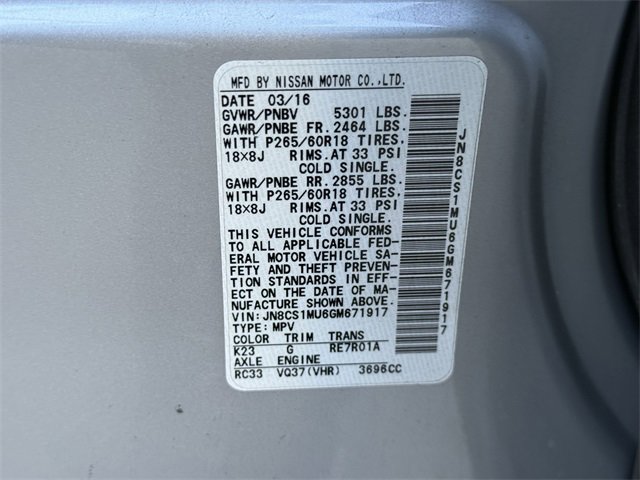 MFD BY NISSAN MOTOR CO.,LTD.
DATE 03/16
GVWR/PNBV 5301 LBS.
GAWR/PNBE FR. 2464 LBS.
WITH P265/60R18 TIRES,
18X8J RIMS.AT 33 PSI
COLD SINGLE.
GAWR/PNBE RR. 2855 LBS.
WITH P265/60R18 TIRES,
18X8J RIMS.AT 33 PSI
COLD SINGLE.
THIS VEHICLE CONFORMS
TO ALL APPLICABLE FED-
ERAL MOTOR VEHICLE SA-
FETY AND THEFT PREVEN-
TION STANDARDS IN EFF-
ECT ON THE DATE OF MA-
NUFACTURE SHOWN ABOVE.
VIN:JN8CS1MU6GM671917
TYPE:MPV
COLOR TRIM TRANS
K23 G RE7R01A
AXLE ENGINE
RC33 VQ37(VHR) 3696CC
JN8CS1MU6GM671917